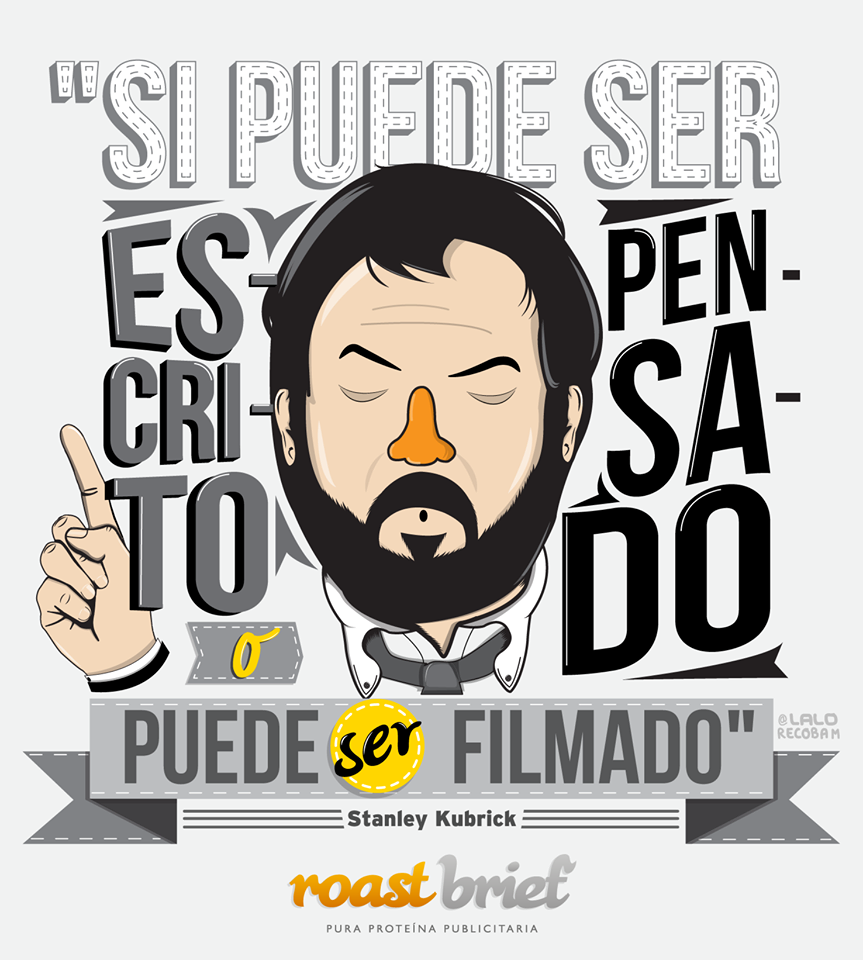 "SI PUEDE SER
ES-
CRI-
TO
o
PEN-
SA-
DO
PUEDE ser FILMADO"
@LALO
RECOBAM
Stanley Kubrick
roast brief
PURA PROTEÍNA PUBLICITARIA